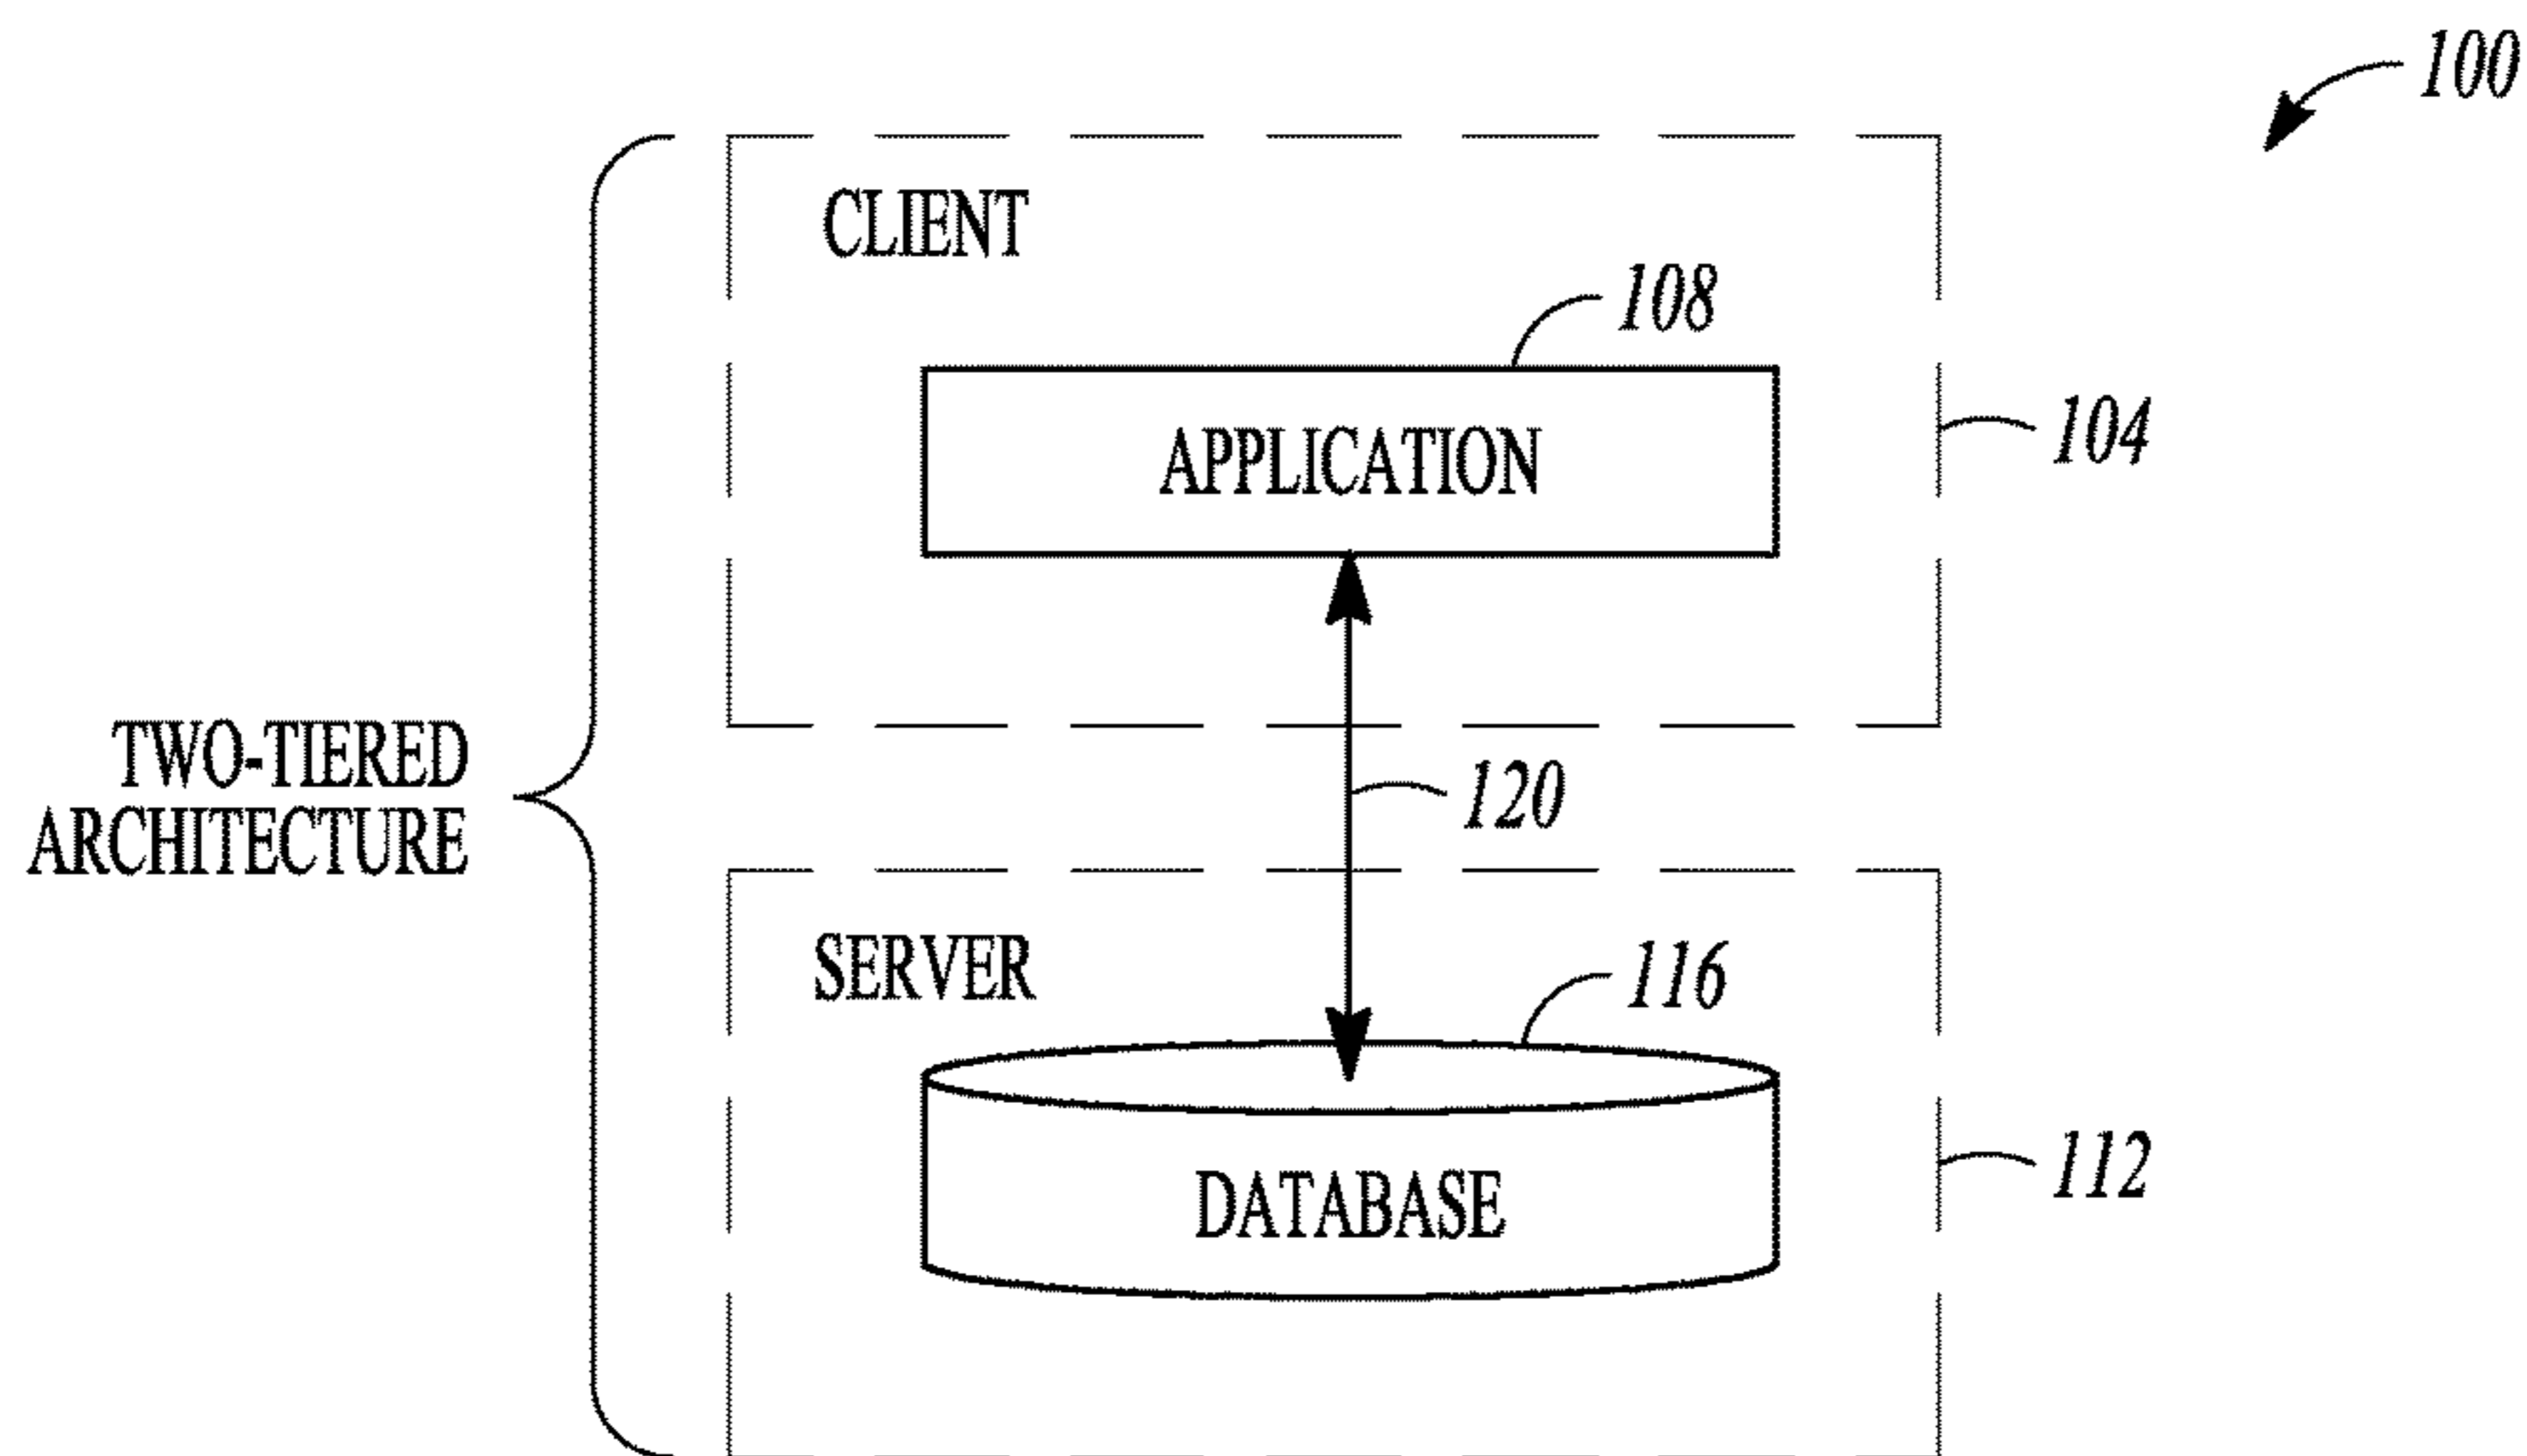 100
CLIENT
108
APPLICATION
104
TWO-TIERED
ARCHITECTURE
120
SERVER
116
DATABASE
112